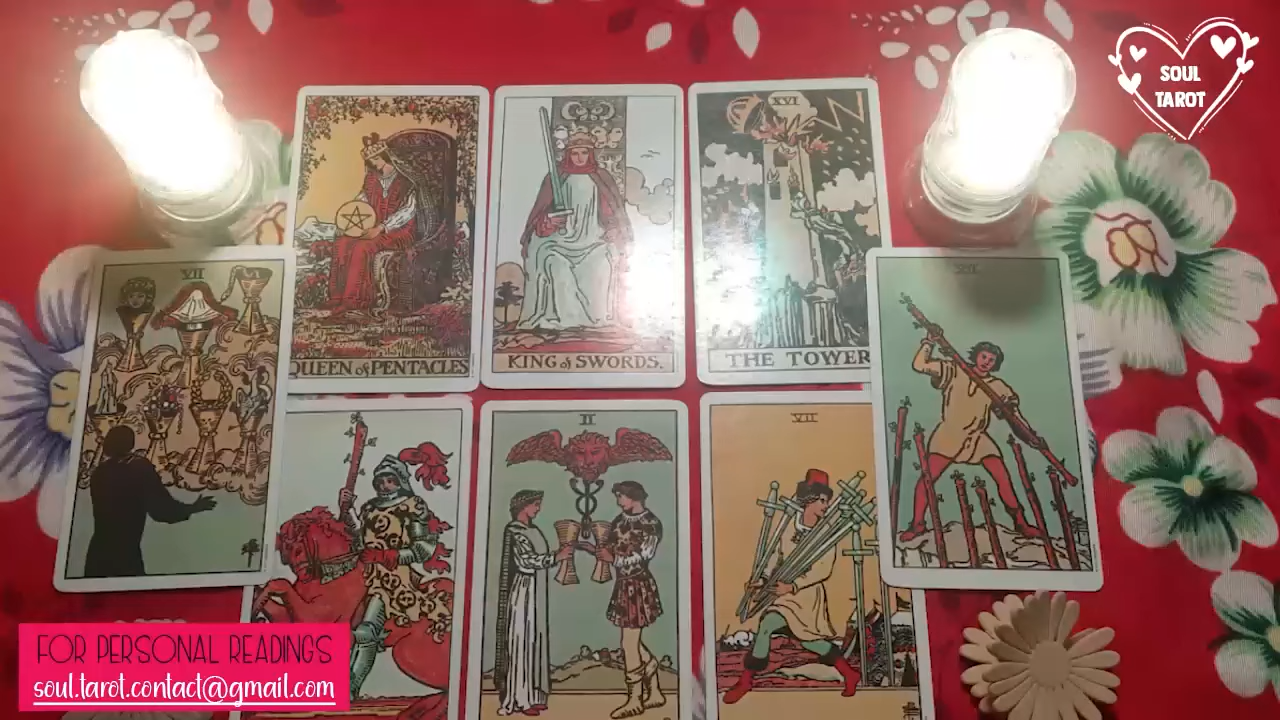 SOUL
TAROT
XVI
QUEEN of PENTACLES
KING of SWORDS.
THE TOWER
VII
II
VII
FOR PERSONAL READINGS
soul.tarot.contact@gmail.com